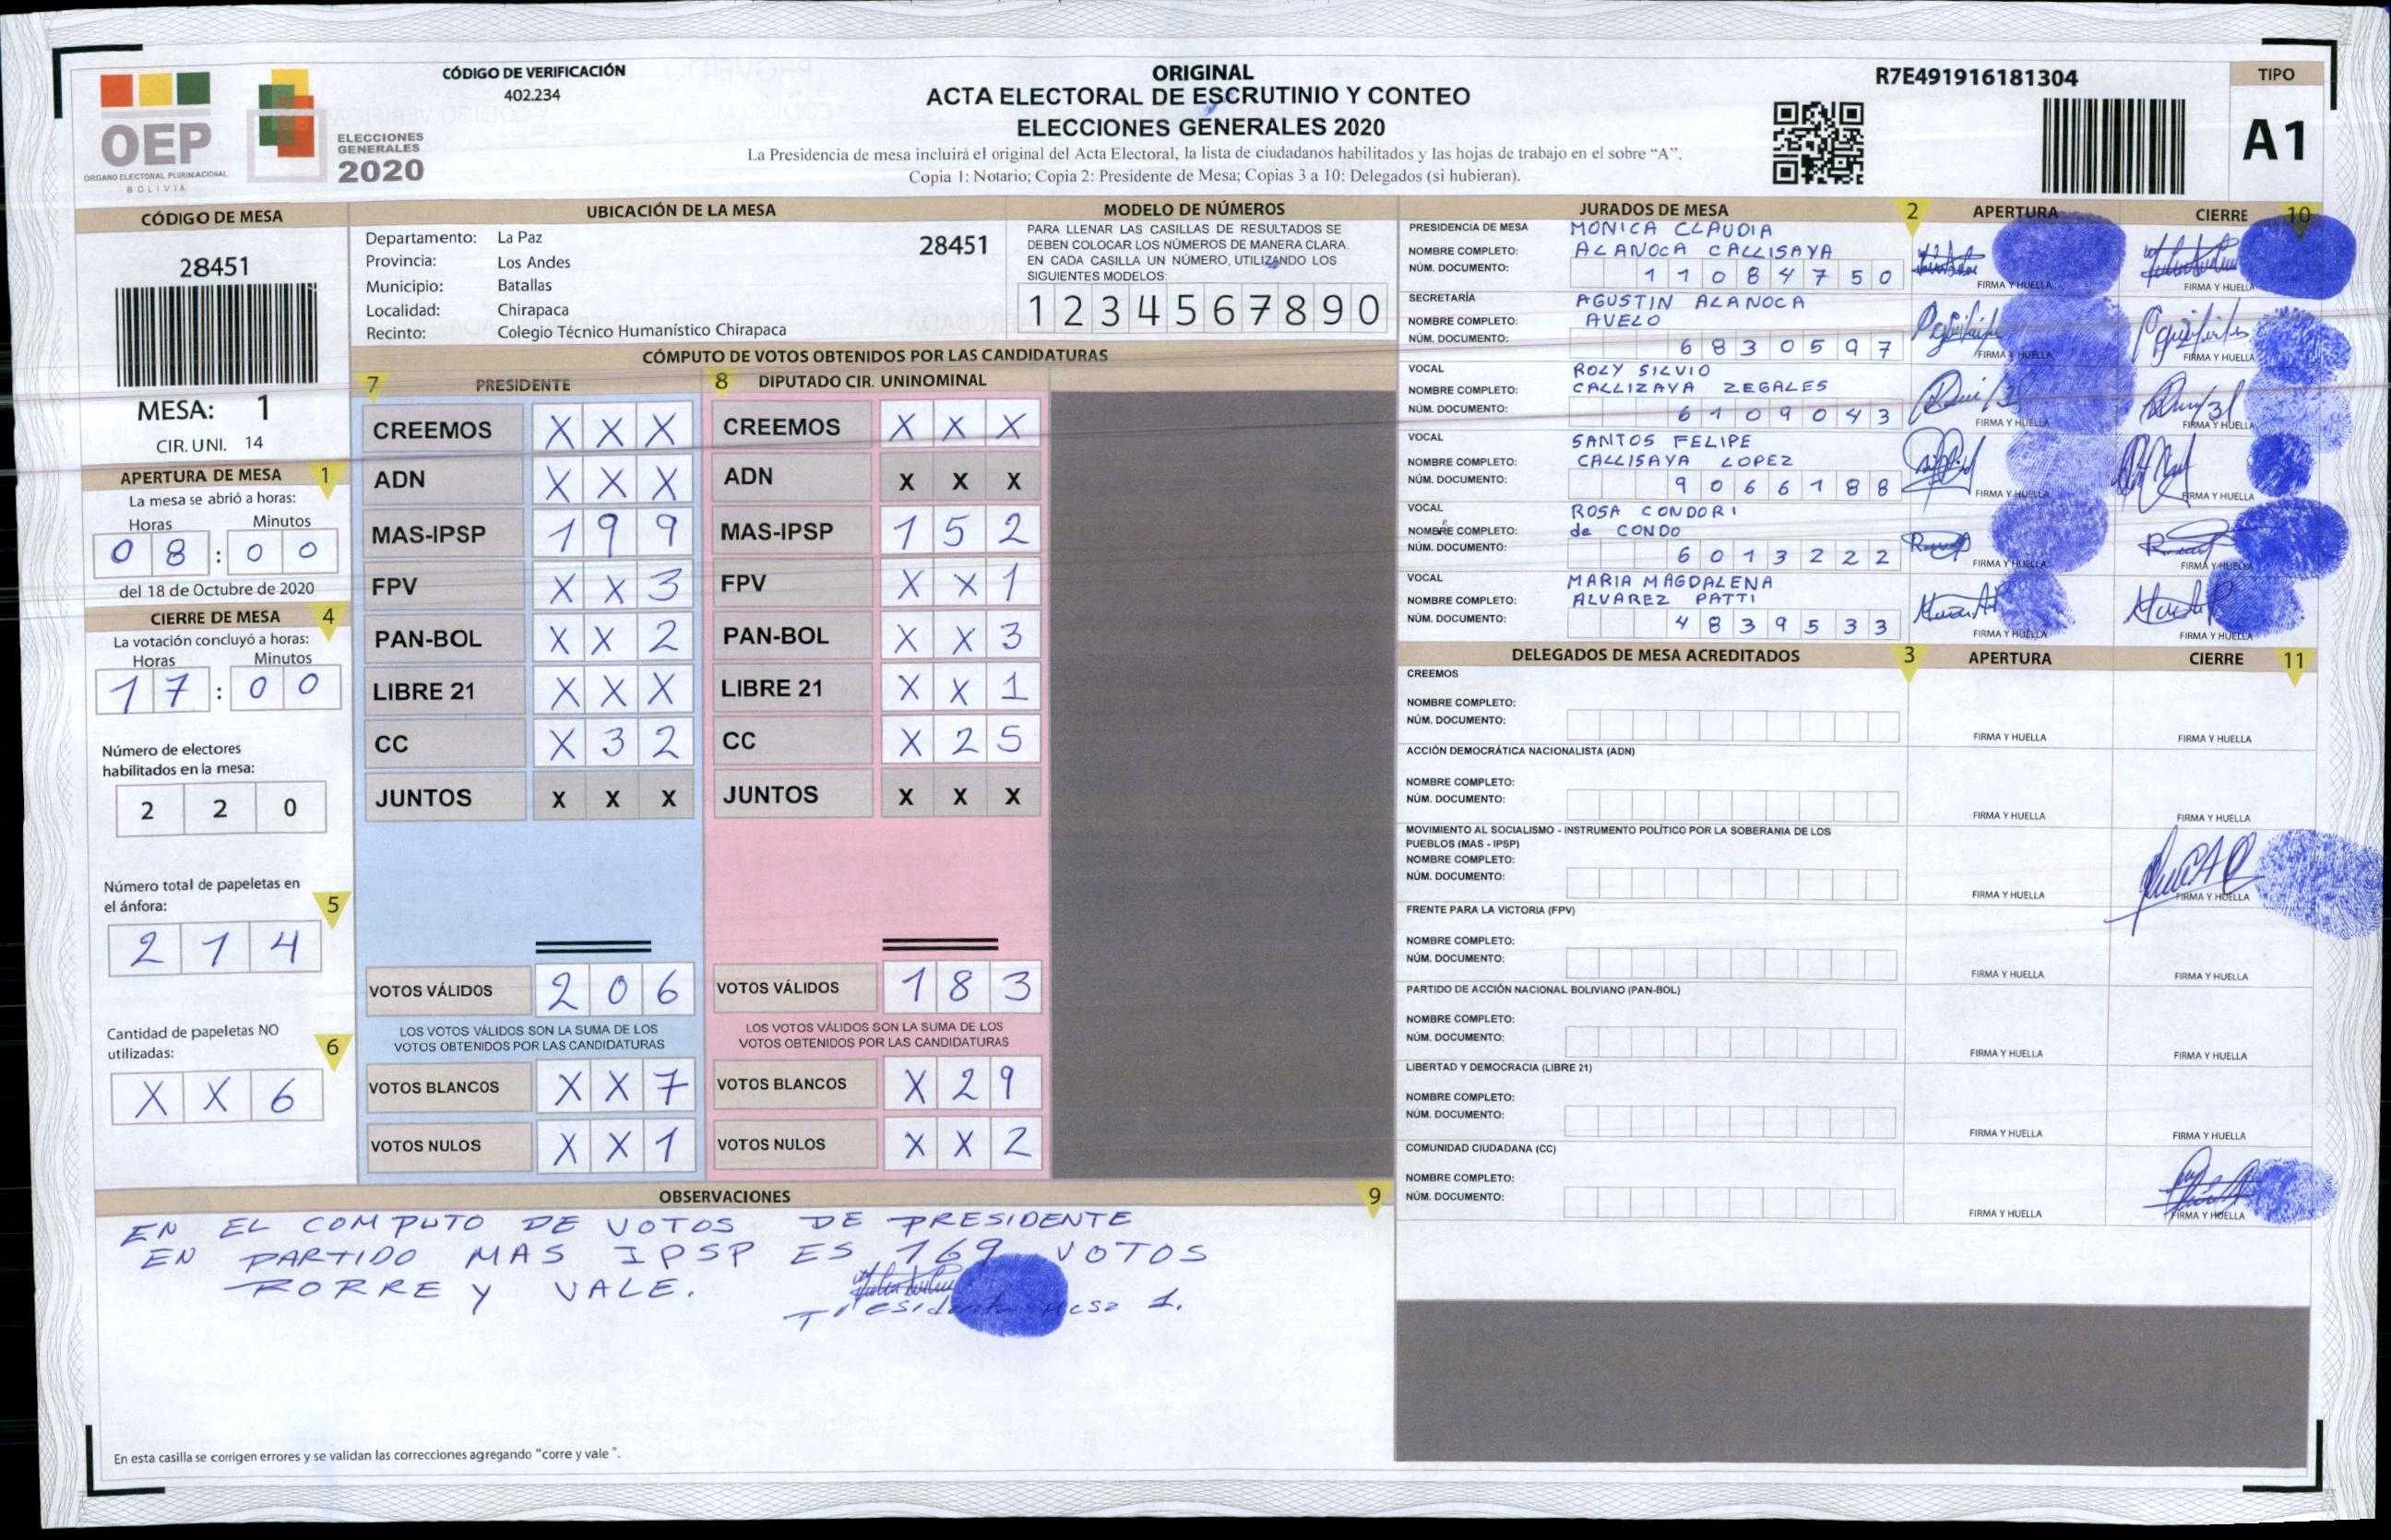 OEP
ÓRGANO ELECTORAL PLURINACIONAL
BOLIVIA
ELECCIONES
GENERALES
2020
CÓDIGO DE VERIFICACIÓN
402.234
ORIGINAL
ACTA ELECTORAL DE ESCRUTINIO Y CONTEO
ELECCIONES GENERALES 2020
La Presidencia de mesa incluirá el original del Acta Electoral, la lista de ciudadanos habilitados y las hojas de trabajo en el sobre “A”.
Copia 1: Notario; Copia 2: Presidente de Mesa; Copias 3 a 10: Delegados (si hubieran).
R7E491916181304
TIPO
A1
CÓDIGO DE MESA
28451
MESA: 1
CIR. UNI. 14
APERTURA DE MESA 1
La mesa se abrió a horas:
Horas Minutos
0 8 : 0 0
del 18 de Octubre de 2020
CIERRE DE MESA 4
La votación concluyó a horas:
Horas Minutos
1 7 : 0 0
Número de electores
habilitados en la mesa:
2 2 0
Número total de papeletas en
el ánfora: 5
2 1 4
Cantidad de papeletas NO
utilizadas: 6
X X 6
UBICACIÓN DE LA MESA
Departamento: La Paz 28451
Provincia: Los Andes
Municipio: Batallas
Localidad: Chirapaca
Recinto: Colegio Técnico Humanístico Chirapaca
MODELO DE NÚMEROS
PARA LLENAR LAS CASILLAS DE RESULTADOS SE
DEBEN COLOCAR LOS NÚMEROS DE MANERA CLARA.
EN CADA CASILLA UN NÚMERO, UTILIZANDO LOS
SIGUIENTES MODELOS:
1 2 3 4 5 6 7 8 9 0
CÓMPUTO DE VOTOS OBTENIDOS POR LAS CANDIDATURAS
7 PRESIDENTE 8 DIPUTADO CIR. UNINOMINAL
CREEMOS X X X CREEMOS X X X
ADN X X X ADN X X X
MAS-IPSP 1 9 9 MAS-IPSP 1 5 2
FPV X X 3 FPV X X 1
PAN-BOL X X 2 PAN-BOL X X 3
LIBRE 21 X X X LIBRE 21 X X 1
CC X 3 2 CC X 2 5
JUNTOS X X X JUNTOS X X X
VOTOS VÁLIDOS 2 0 6 VOTOS VÁLIDOS 1 8 3
LOS VOTOS VÁLIDOS SON LA SUMA DE LOS LOS VOTOS VÁLIDOS SON LA SUMA DE LOS
VOTOS OBTENIDOS POR LAS CANDIDATURAS VOTOS OBTENIDOS POR LAS CANDIDATURAS
VOTOS BLANCOS X X 7 VOTOS BLANCOS X 2 9
VOTOS NULOS X X 1 VOTOS NULOS X X 2
OBSERVACIONES 9
EN EL COMPUTO DE VOTOS DE PRESIDENTE
EN PARTIDO MAS IPSP ES 169 VOTOS
RORRE Y VALE.
Mesa 1.
En esta casilla se corrigen errores y se validan las correcciones agregando “corre y vale”.
JURADOS DE MESA 2 APERTURA CIERRE 10
PRESIDENCIA DE MESA MONICA CLAUDIA
NOMBRE COMPLETO: ALANOCA CALLISAYA
NÚM. DOCUMENTO: 1 1 0 8 4 7 5 0
FIRMA Y HUELLA FIRMA Y HUELLA
SECRETARÍA AGUSTIN ALANOCA
NOMBRE COMPLETO: AVELO
NÚM. DOCUMENTO: 6 8 3 0 5 9 7
FIRMA Y HUELLA FIRMA Y HUELLA
VOCAL ROLY SILVIO
NOMBRE COMPLETO: CALLIZAYA ZEGALES
NÚM. DOCUMENTO: 6 1 0 9 0 4 3
FIRMA Y HUELLA FIRMA Y HUELLA
VOCAL SANTOS FELIPE
NOMBRE COMPLETO: CALLISAYA LOPEZ
NÚM. DOCUMENTO: 9 0 6 6 1 8 8
FIRMA Y HUELLA FIRMA Y HUELLA
VOCAL ROSA CONDORI
NOMBRE COMPLETO: de CONDO
NÚM. DOCUMENTO: 6 0 1 3 2 2 2
FIRMA Y HUELLA FIRMA Y HUELLA
VOCAL MARIA MAGDALENA
NOMBRE COMPLETO: ALVAREZ PATTI
NÚM. DOCUMENTO: 4 8 3 9 5 3 3
FIRMA Y HUELLA FIRMA Y HUELLA
DELEGADOS DE MESA ACREDITADOS 3 APERTURA CIERRE 11
CREEMOS
NOMBRE COMPLETO:
NÚM. DOCUMENTO:
FIRMA Y HUELLA FIRMA Y HUELLA
ACCIÓN DEMOCRÁTICA NACIONALISTA (ADN)
NOMBRE COMPLETO:
NÚM. DOCUMENTO:
FIRMA Y HUELLA FIRMA Y HUELLA
MOVIMIENTO AL SOCIALISMO - INSTRUMENTO POLÍTICO POR LA SOBERANIA DE LOS
PUEBLOS (MAS - IPSP)
NOMBRE COMPLETO:
NÚM. DOCUMENTO:
FIRMA Y HUELLA FIRMA Y HUELLA
FRENTE PARA LA VICTORIA (FPV)
NOMBRE COMPLETO:
NÚM. DOCUMENTO:
FIRMA Y HUELLA FIRMA Y HUELLA
PARTIDO DE ACCIÓN NACIONAL BOLIVIANO (PAN-BOL)
NOMBRE COMPLETO:
NÚM. DOCUMENTO:
FIRMA Y HUELLA FIRMA Y HUELLA
LIBERTAD Y DEMOCRACIA (LIBRE 21)
NOMBRE COMPLETO:
NÚM. DOCUMENTO:
FIRMA Y HUELLA FIRMA Y HUELLA
COMUNIDAD CIUDADANA (CC)
NOMBRE COMPLETO:
NÚM. DOCUMENTO:
FIRMA Y HUELLA FIRMA Y HUELLA